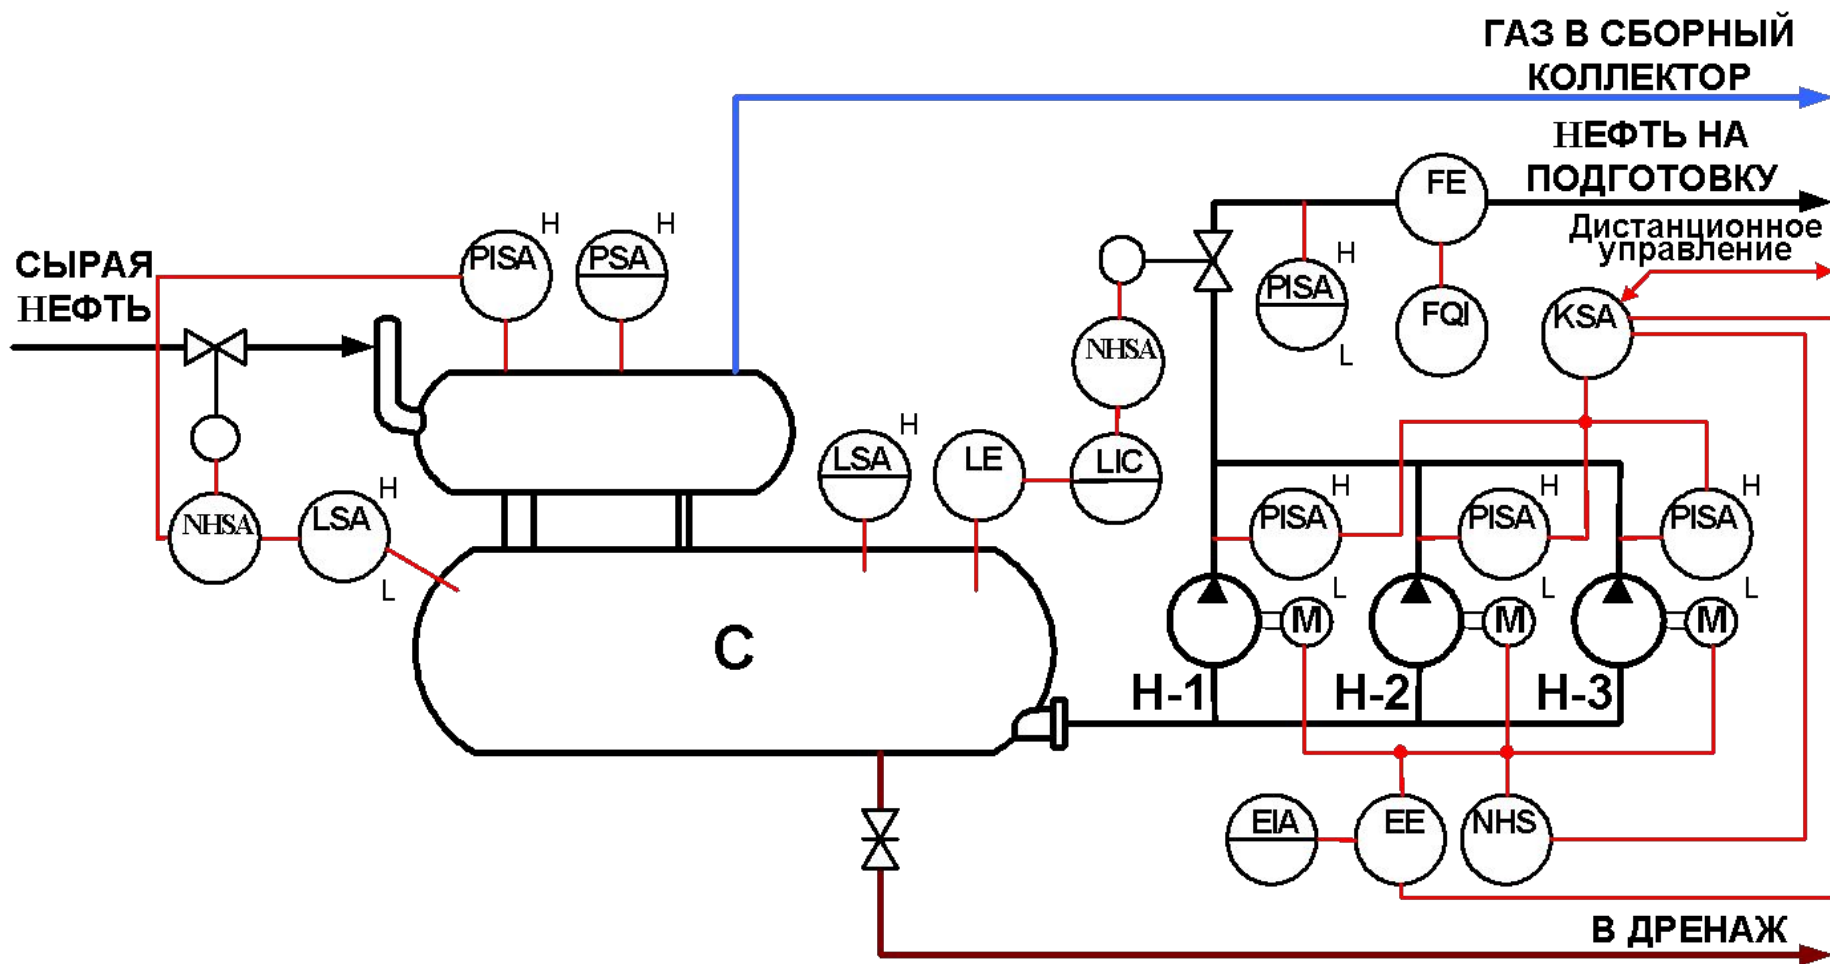 ГАЗ В СБОРНЫЙ
КОЛЛЕКТОР
НЕФТЬ НА
ПОДГОТОВКУ
FE
Дистанционное
управление
H
H
PISA
PSA
СЫРАЯ
НЕФТЬ
H
PISA
L
FQI
KSA
NHSA
H
LSA
LE
LIC
H
LSA
NHSA
L
H
PISA
L
H
PISA
L
H
PISA
L
С
M
M
M
Н-1
Н-2
Н-3
EIA
EE
NHS
В ДРЕНАЖ